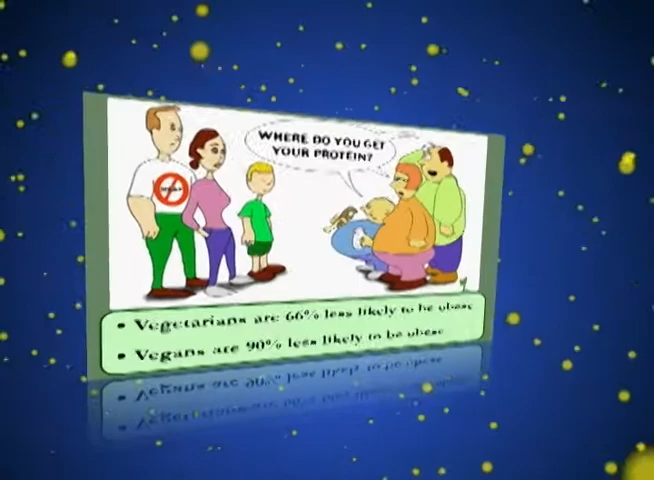 WHERE DO YOU GET
YOUR PROTEIN?
• Vegetarians are 66% less likely to be obese
• Vegans are 90% less likely to be obese